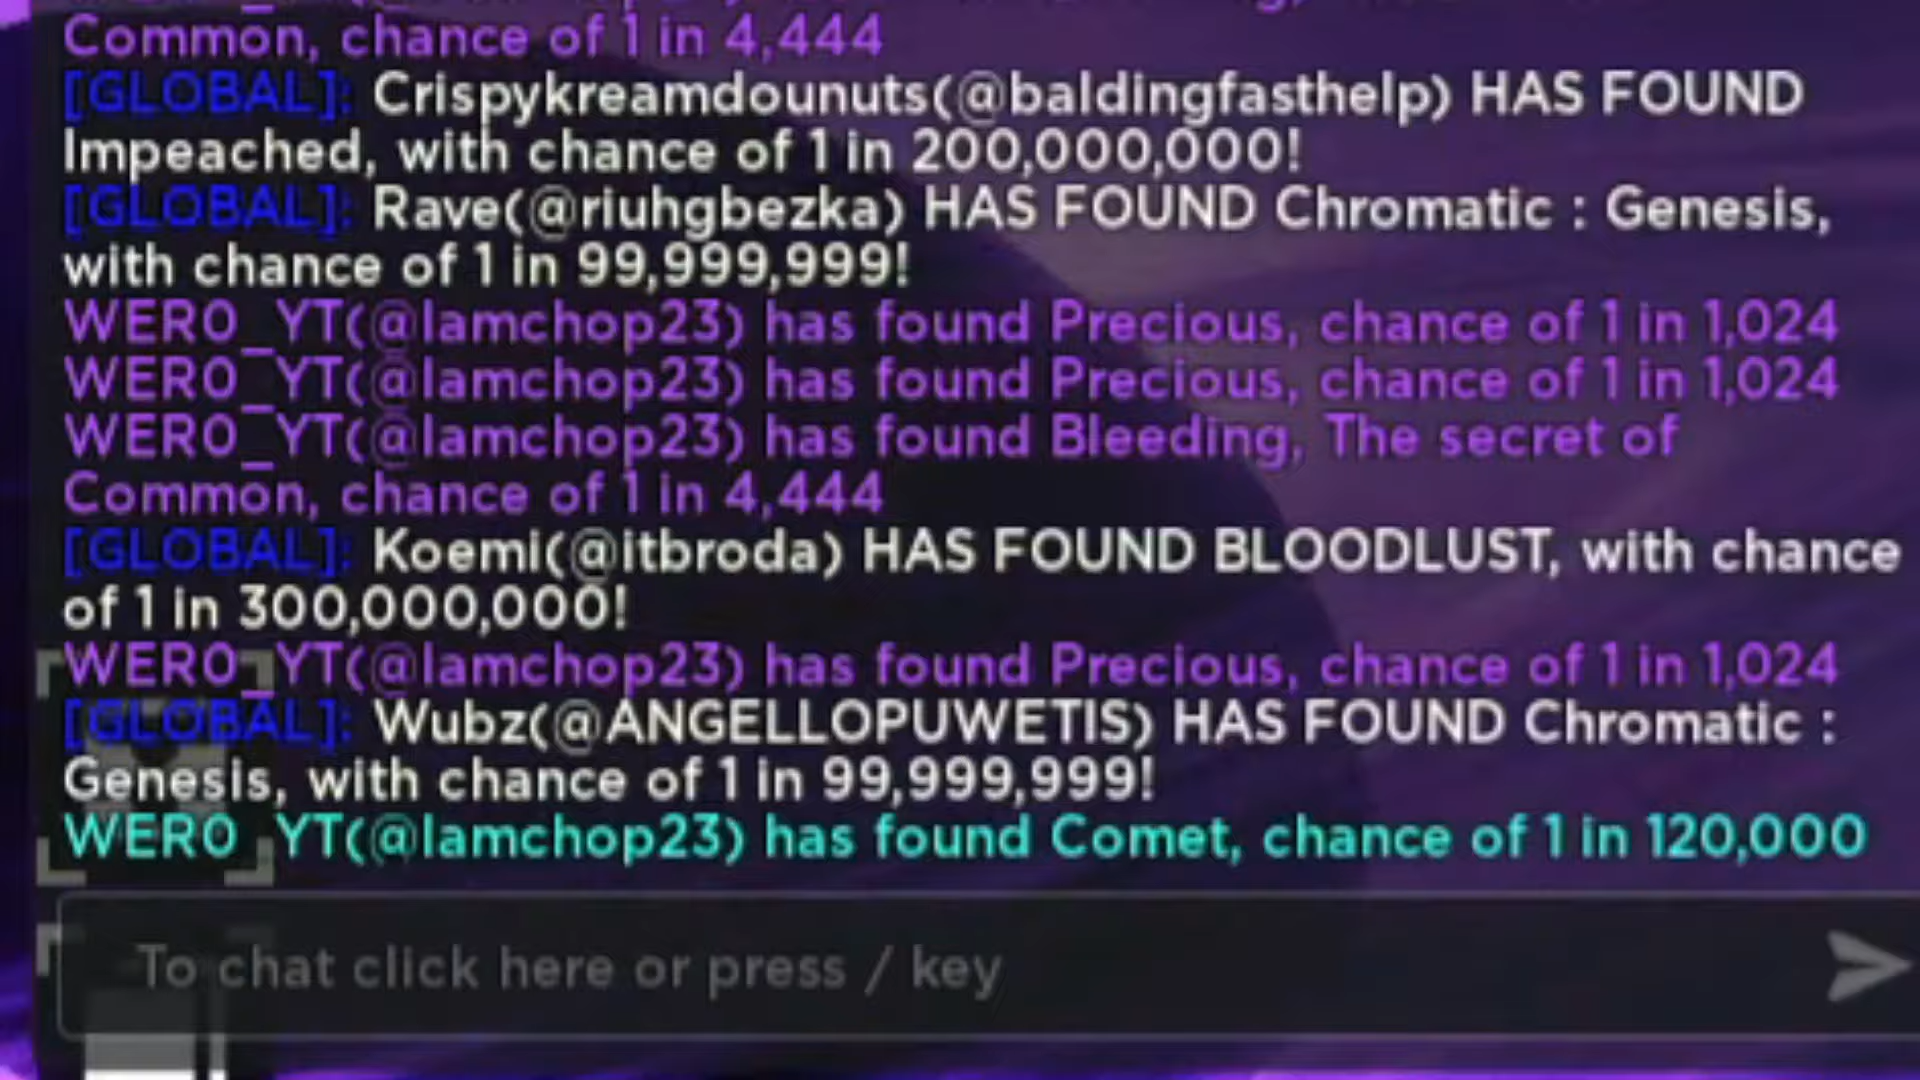 Common, chance of 1 in 4,444
[GLOBAL]: Crispykreamdounuts(@baldingfasthelp) HAS FOUND
Impeached, with chance of 1 in 200,000,000!
[GLOBAL]: Rave(@riuhgbezka) HAS FOUND Chromatic : Genesis,
with chance of 1 in 99,999,999!
WER0_YT(@lamchop23) has found Precious, chance of 1 in 1,024
WER0_YT(@lamchop23) has found Precious, chance of 1 in 1,024
WER0_YT(@lamchop23) has found Bleeding, The secret of
Common, chance of 1 in 4,444
[GLOBAL]: Koemi(@itbroda) HAS FOUND BLOODLUST, with chance
of 1 in 300,000,000!
WER0_YT(@lamchop23) has found Precious, chance of 1 in 1,024
[GLOBAL]: Wubz(@ANGELLOPUWETIS) HAS FOUND Chromatic :
Genesis, with chance of 1 in 99,999,999!
WER0_YT(@lamchop23) has found Comet, chance of 1 in 120,000
To chat click here or press / key